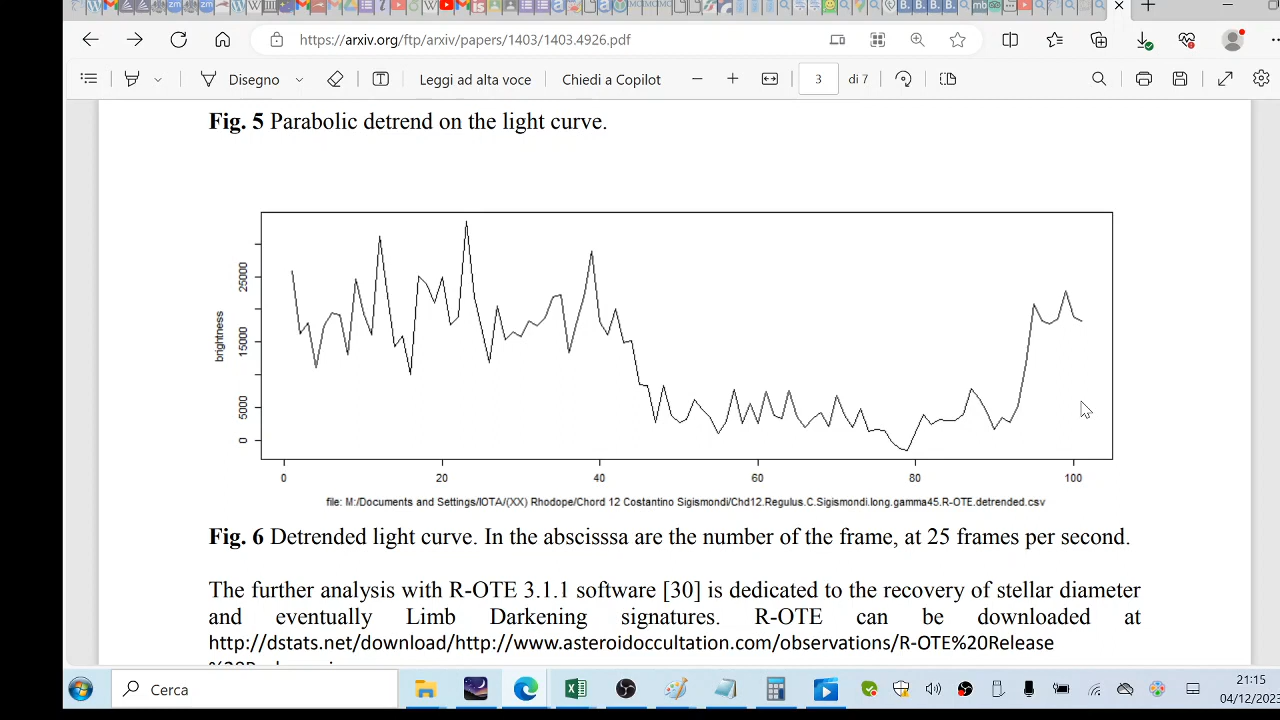 https://arxiv.org/ftp/arxiv/papers/1403/1403.4926.pdf
Disegno
Leggi ad alta voce
Chiedi a Copilot
3
di 7
Fig. 5 Parabolic detrend on the light curve.
brightness
25000
15000
5000
0
0 20 40 60 80 100
file: M:/Documents and Settings/IOTA/(XX) Rhodope/Chord 12 Costantino Sigismondi/Chd12.Regulus.C.Sigismondi.long.gamma45.R-OTE.detrended.csv
Fig. 6 Detrended light curve. In the abscisssa are the number of the frame, at 25 frames per second.
The further analysis with R-OTE 3.1.1 software [30] is dedicated to the recovery of stellar diameter
and eventually Limb Darkening signatures. R-OTE can be downloaded at
http://dstats.net/download/http://www.asteroidoccultation.com/observations/R-OTE%20Release
Cerca
21:15